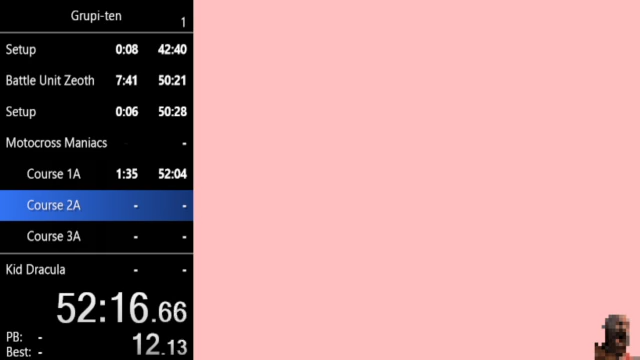 Grupi-ten
1
Setup 0:08 42:40
Battle Unit Zeoth 7:41 50:21
Setup 0:06 50:28
Motocross Maniacs -
Course 1A 1:35 52:04
Course 2A - -
Course 3A - -
Kid Dracula - -
52:16.66
PB: - 
Best: - 12.13